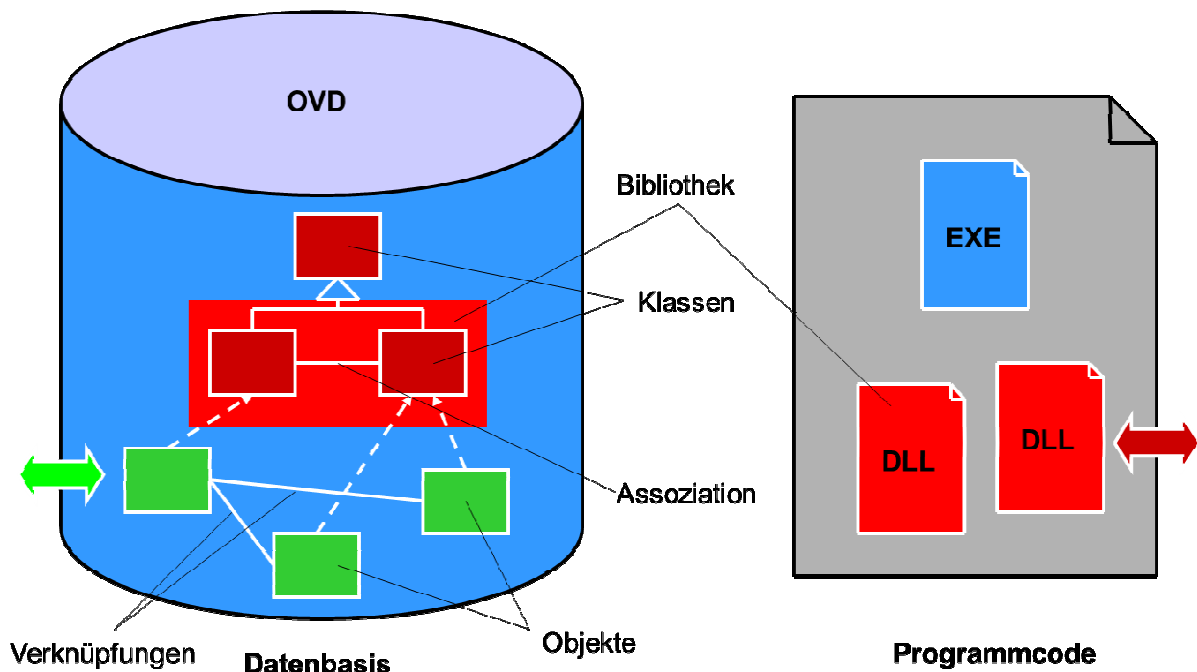 OVD
Bibliothek
EXE
Klassen
DLL
DLL
Assoziation
Verknüpfungen
Objekte
Datenbasis
Programmcode